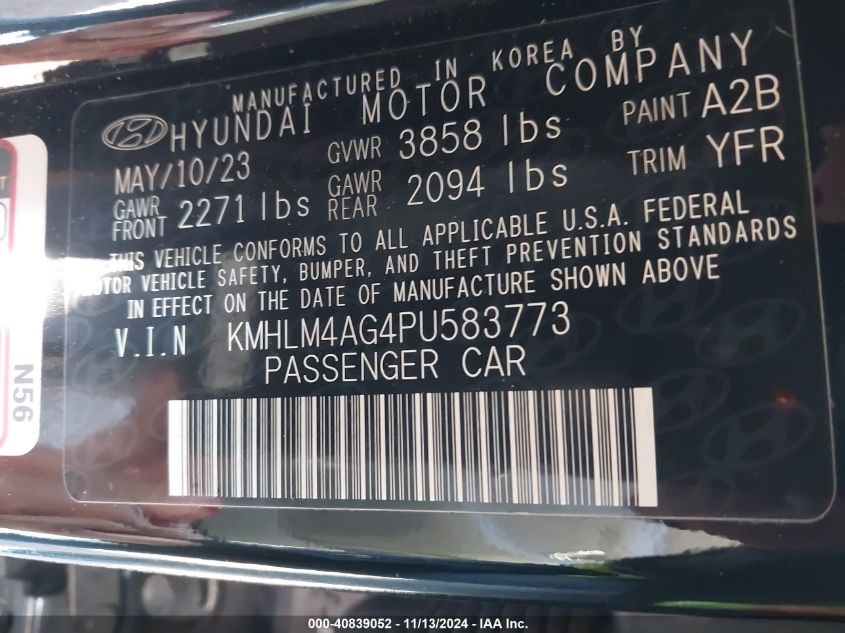 MANUFACTURED IN KOREA BY
HYUNDAI MOTOR COMPANY
MAY/10/23 GVWR 3858 lbs PAINT A2B
GAWR FRONT 2271 lbs GAWR REAR 2094 lbs TRIM YFR
THIS VEHICLE CONFORMS TO ALL APPLICABLE U.S.A. FEDERAL
MOTOR VEHICLE SAFETY, BUMPER, AND THEFT PREVENTION STANDARDS
IN EFFECT ON THE DATE OF MANUFACTURE SHOWN ABOVE
V.I.N KMHLM4AG4PU583773
PASSENGER CAR
N56
000-40839052 - 11/13/2024 - IAA Inc.